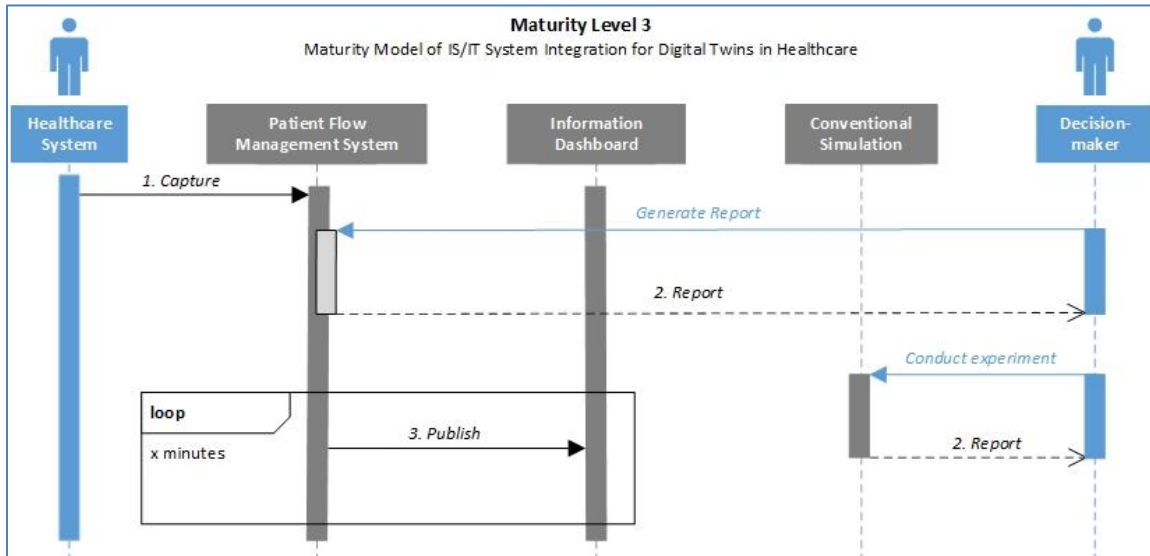 Maturity Level 3
Maturity Model of IS/IT System Integration for Digital Twins in Healthcare
Healthcare
System
Patient Flow
Management System
Information
Dashboard
Conventional
Simulation
Decision-
maker
1. Capture
Generate Report
2. Report
Conduct experiment
loop
3. Publish
x minutes
2. Report